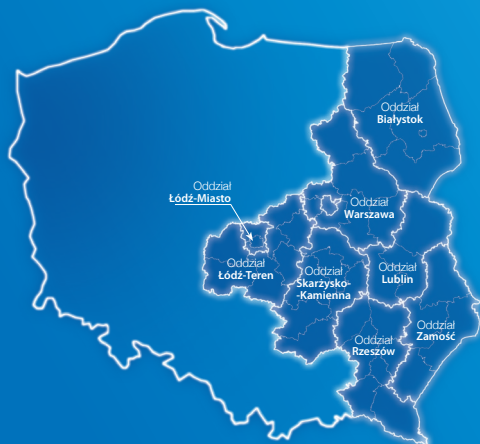 Oddział
Białystok
Oddział
Łódź-Miasto
Oddział
Warszawa
Oddział
Łódź-Teren
Oddział
Skarżysko-
-Kamienna
Oddział
Lublin
Oddział
Zamość
Oddział
Rzeszów